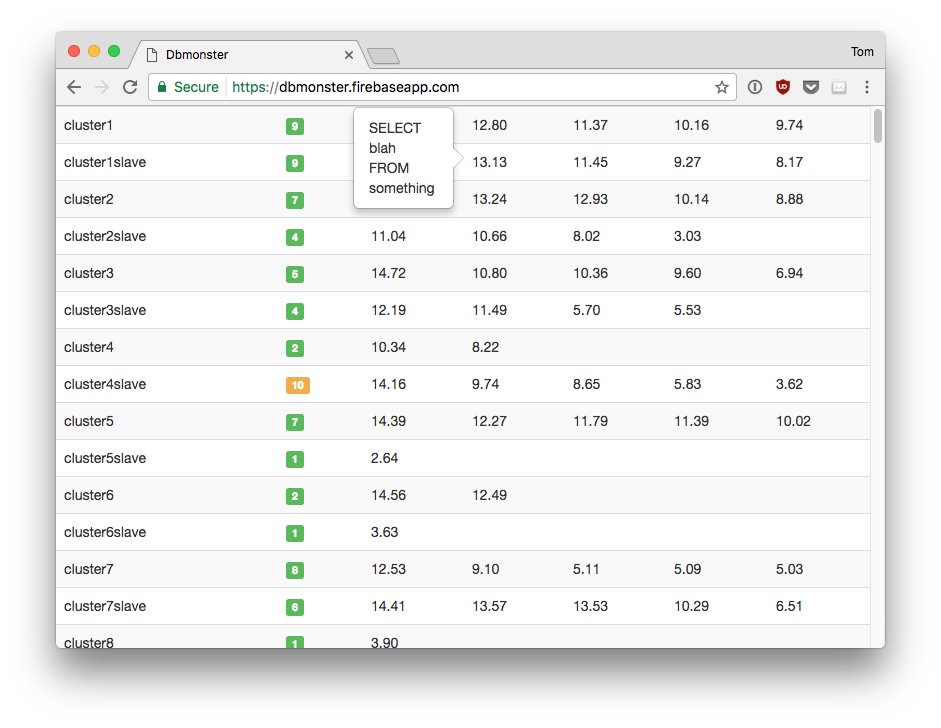 Dbmonster
Tom
Secure https://dbmonster.firebaseapp.com
cluster1 9 12.80 11.37 10.16 9.74
SELECT
blah
FROM
something
cluster1slave 9 13.13 11.45 9.27 8.17
cluster2 7 13.24 12.93 10.14 8.88
cluster2slave 4 11.04 10.66 8.02 3.03
cluster3 5 14.72 10.80 10.36 9.60 6.94
cluster3slave 4 12.19 11.49 5.70 5.53
cluster4 2 10.34 8.22
cluster4slave 10 14.16 9.74 8.65 5.83 3.62
cluster5 7 14.39 12.27 11.79 11.39 10.02
cluster5slave 1 2.64
cluster6 2 14.56 12.49
cluster6slave 1 3.63
cluster7 8 12.53 9.10 5.11 5.09 5.03
cluster7slave 6 14.41 13.57 13.53 10.29 6.51
cluster8 1 3.90